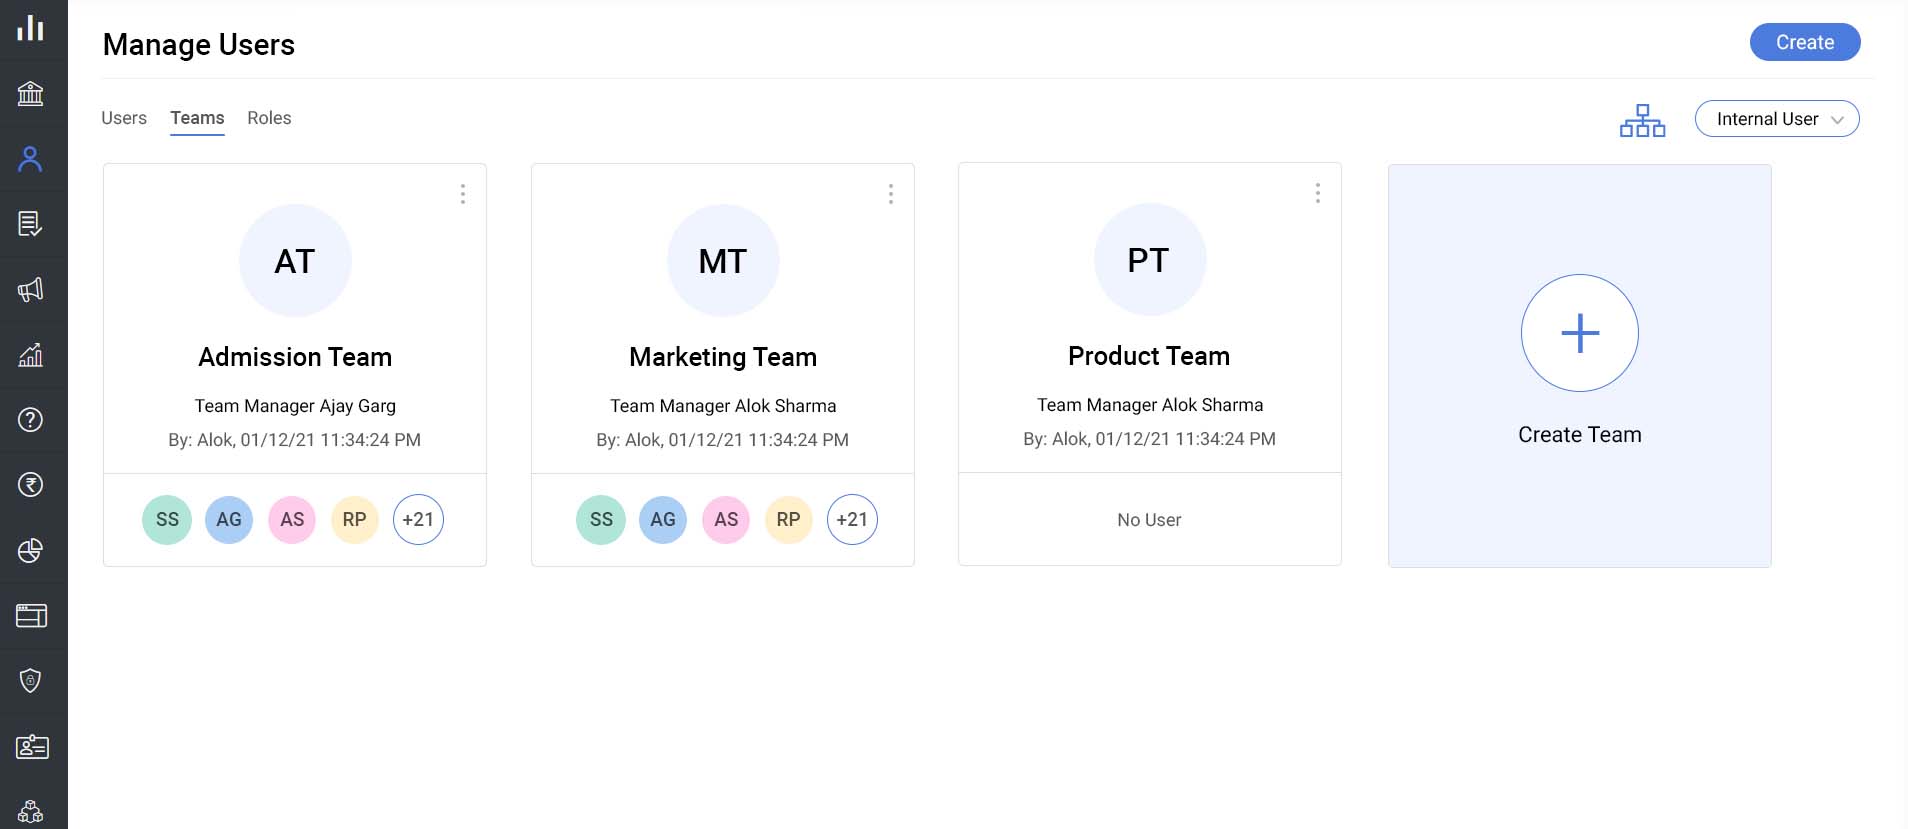 Manage Users
Create
Users Teams Roles
Internal User
AT
Admission Team
Team Manager Ajay Garg
By: Alok, 01/12/21 11:34:24 PM
SS AG AS RP +21
MT
Marketing Team
Team Manager Alok Sharma
By: Alok, 01/12/21 11:34:24 PM
SS AG AS RP +21
PT
Product Team
Team Manager Alok Sharma
By: Alok, 01/12/21 11:34:24 PM
No User
Create Team